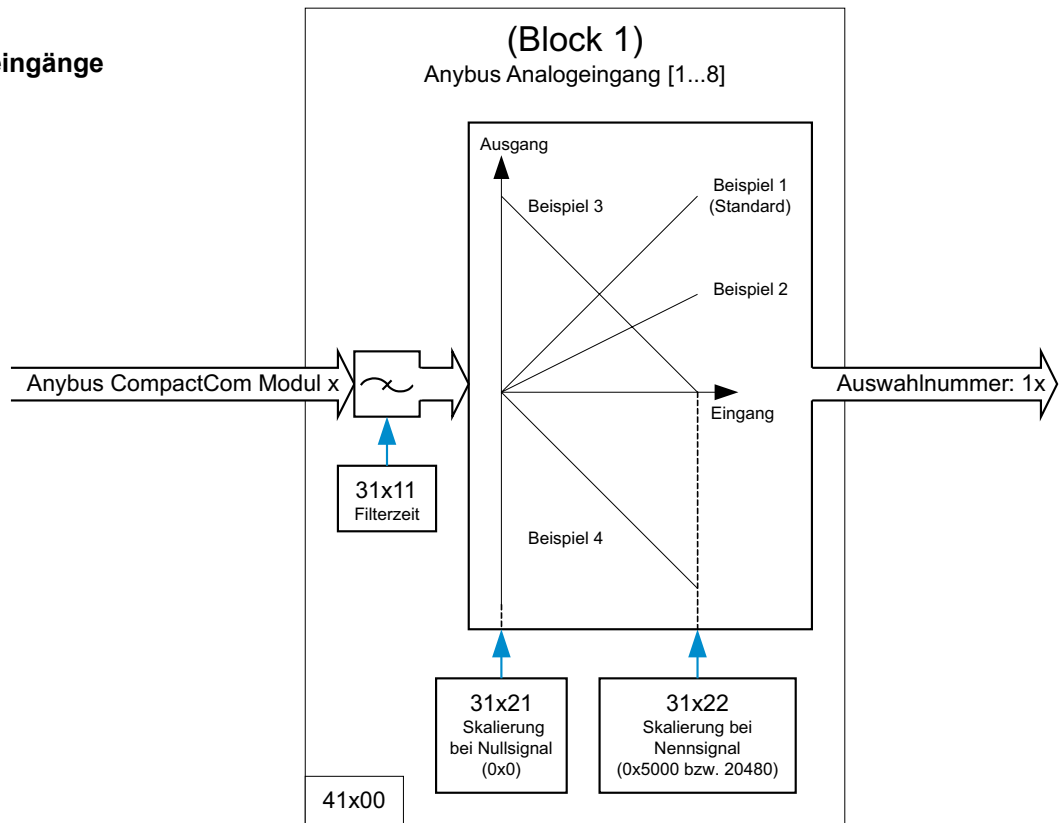 eingänge
(Block 1)
Anybus Analogeingang [1...8]
Ausgang
Beispiel 1
(Standard)
Beispiel 3
Beispiel 2
Anybus CompactCom Modul x
Auswahlnummer: 1x
Eingang
31x11
Filterzeit
Beispiel 4
31x21
Skalierung
bei Nullsignal
(0x0)
31x22
Skalierung bei
Nennsignal
(0x5000 bzw. 20480)
41x00